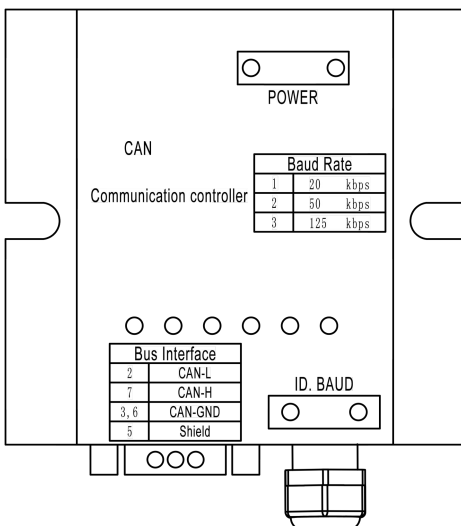 POWER
CAN
Communication controller
Baud Rate
1 20 kbps
2 50 kbps
3 125 kbps
Bus Interface
2 CAN-L
7 CAN-H
3,6 CAN-GND
5 Shield
ID. BAUD